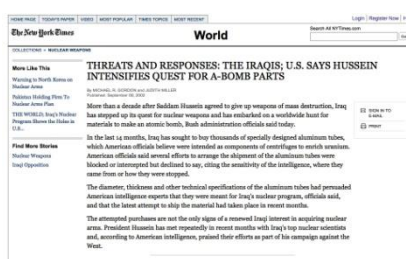 HOME PAGE TODAY'S PAPER VIDEO MOST POPULAR TIMES TOPICS MOST RECENT
Login Register Now
The New York Times
World
Search All NYTimes.com
COLLECTIONS > NUCLEAR WEAPONS
More Like This
Warning to North Korea on
Nuclear Arms
Pakistan Holding Firm To
Nuclear Arms Plan
THE WORLD; Iraq's Nuclear
Program Shows the Holes in
U.S...
Find More Stories
Nuclear Weapons
Iraqi Opposition
THREATS AND RESPONSES: THE IRAQIS; U.S. SAYS HUSSEIN
INTENSIFIES QUEST FOR A-BOMB PARTS
By MICHAEL R. GORDON and JUDITH MILLER
Published: September 08, 2002
More than a decade after Saddam Hussein agreed to give up weapons of mass destruction, Iraq
has stepped up its quest for nuclear weapons and has embarked on a worldwide hunt for
materials to make an atomic bomb, Bush administration officials said today.
In the last 14 months, Iraq has sought to buy thousands of specially designed aluminum tubes,
which American officials believe were intended as components of centrifuges to enrich uranium.
American officials said several efforts to arrange the shipment of the aluminum tubes were
blocked or interrupted but declined to say, citing the sensitivity of the intelligence, where they
came from or how they were stopped.
The diameter, thickness and other technical specifications of the aluminum tubes had persuaded
American intelligence experts that they were meant for Iraq's nuclear program, officials said,
and that the latest attempt to ship the material had taken place in recent months.
The attempted purchases are not the only signs of a renewed Iraqi interest in acquiring nuclear
arms. President Hussein has met repeatedly in recent months with Iraq's top nuclear scientists
and, according to American intelligence, praised their efforts as part of his campaign against the
West.
SIGN IN TO
E-MAIL
PRINT